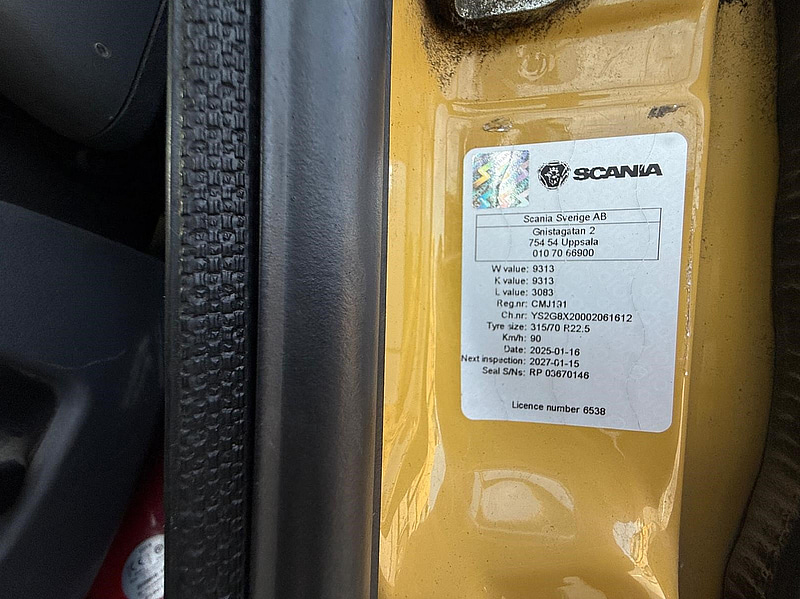 SCANIA
Scania Sverige AB
Gnistagatan 2
754 54 Uppsala
010 70 66900
W value: 9313
K value: 9313
L value: 3083
Reg.nr: CMJ191
Ch.nr: YS2G8X20002061612
Tyre size: 315/70 R22.5
Km/h: 90
Date: 2025-01-16
Next inspection: 2027-01-15
Seal S/Ns: RP 03670146
Licence number 6538